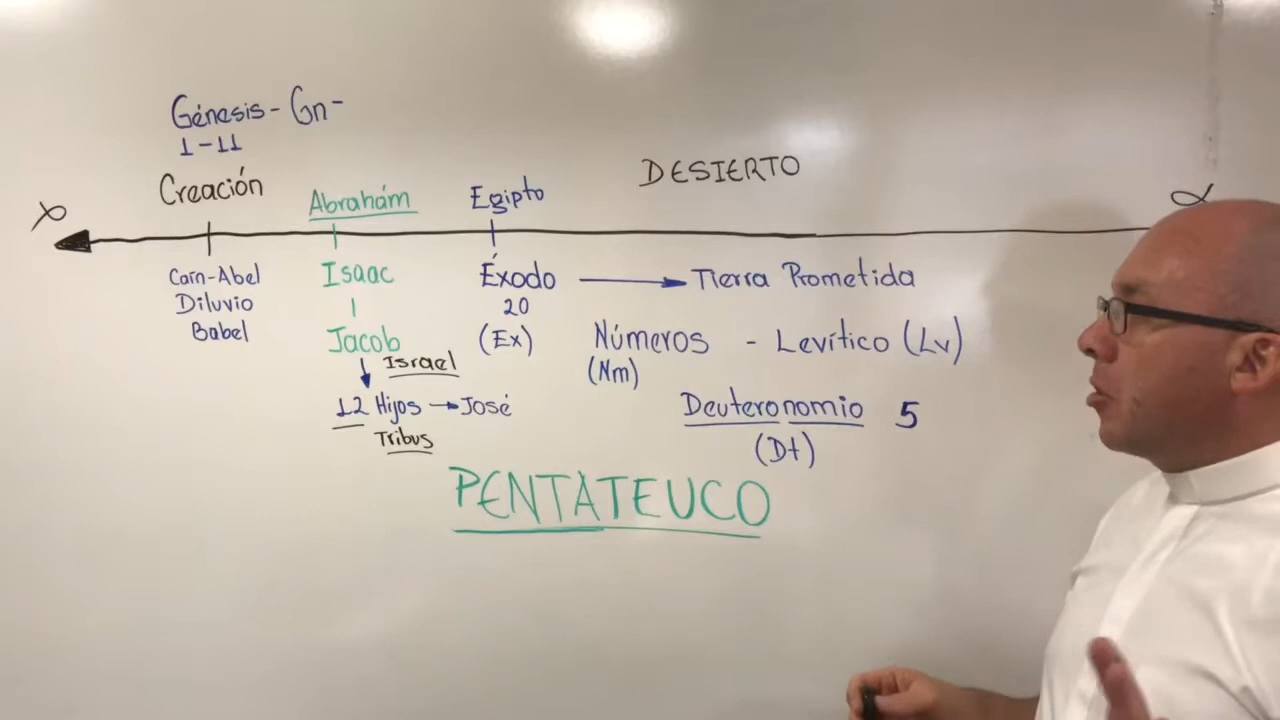 Génesis - Gn -
1-11
Creación
Abrahám
Egipto
DESIERTO
Caín-Abel
Diluvio
Babel
Isaac
Jacob
Israel
12 Hijos → José
Tribus
Éxodo → Tierra Prometida
20
(Ex)
Números - Levítico (Lv)
(Nm)
Deuteronomio 5
(Dt)
PENTATEUCO